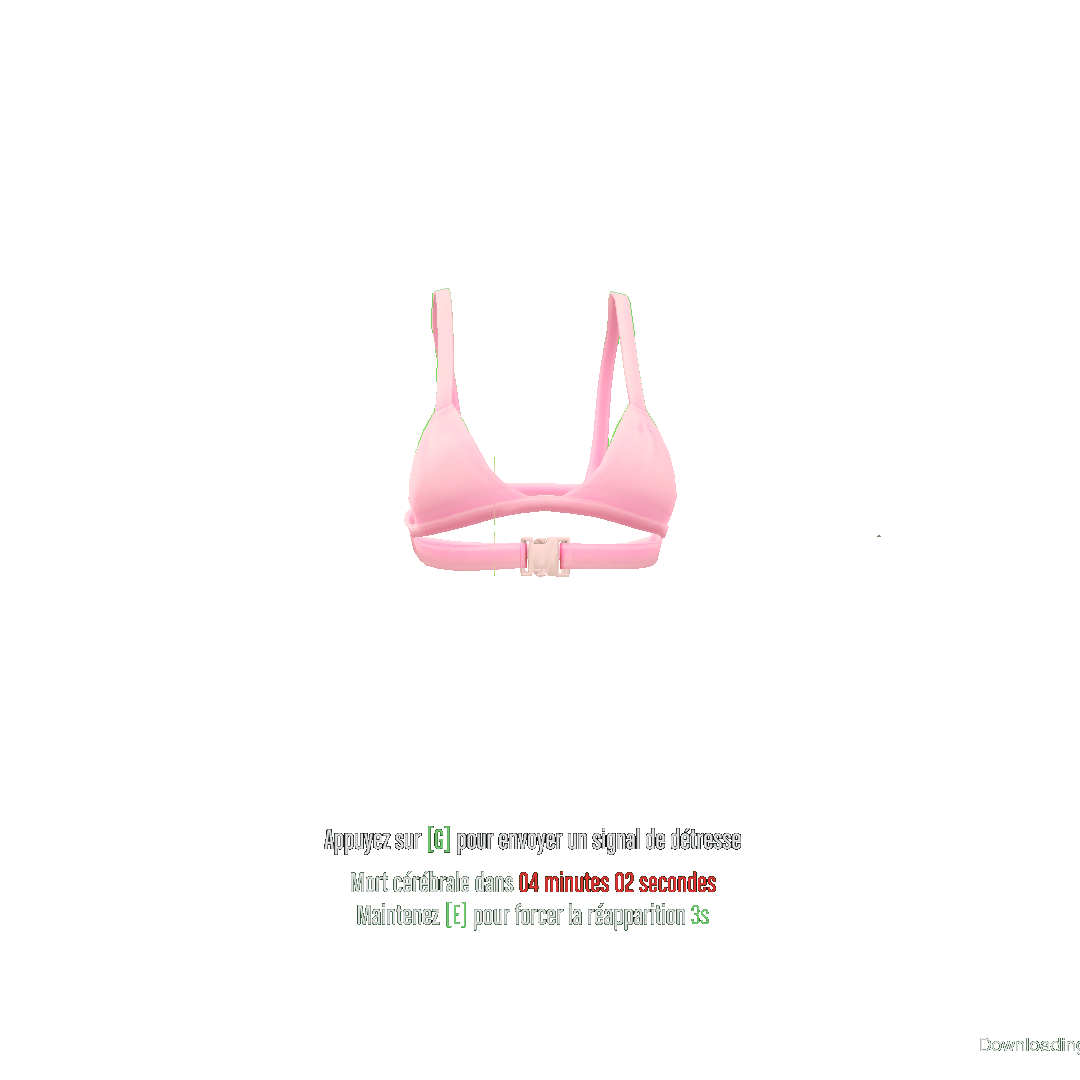 Appuyez sur [G] pour envoyer un signal de détresse
Mort cérébrale dans 04 minutes 02 secondes
Maintenez [E] pour forcer la réapparition 3s
Downloading